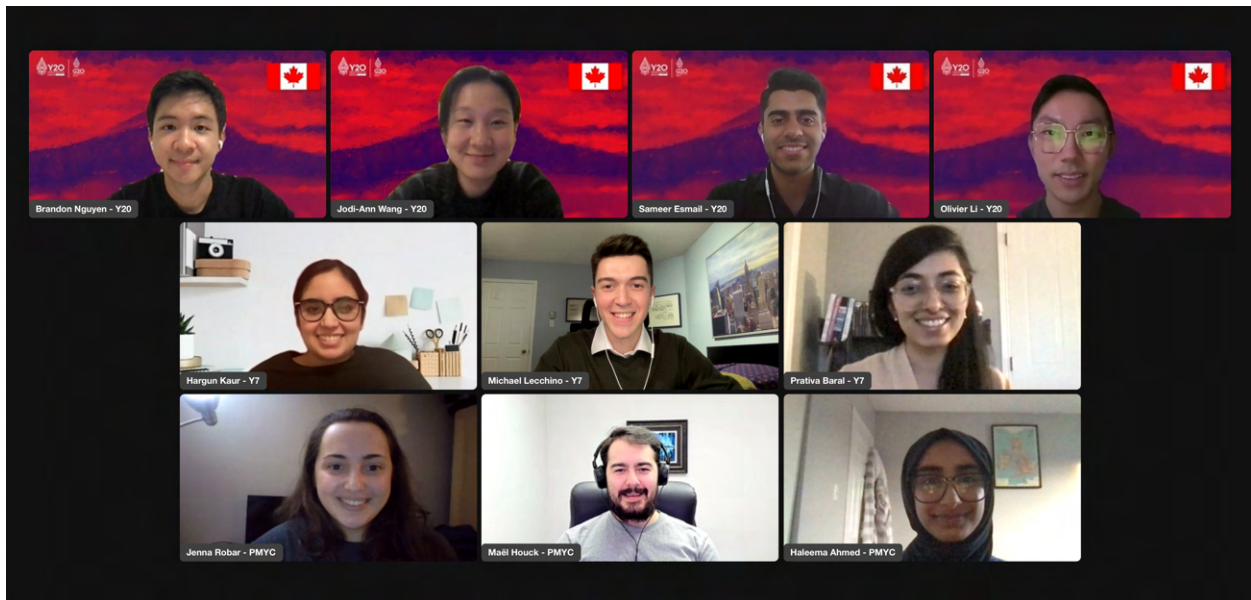 Y20
Y20
Y20
Y20
Brandon Nguyen - Y20
Jodi-Ann Wang - Y20
Sameer Esmail - Y20
Olivier Li - Y20
Hargun Kaur - Y7
Michael Lecchino - Y7
Prativa Baral - Y7
Jenna Robar - PMYC
Maël Houck - PMYC
Haleema Ahmed - PMYC